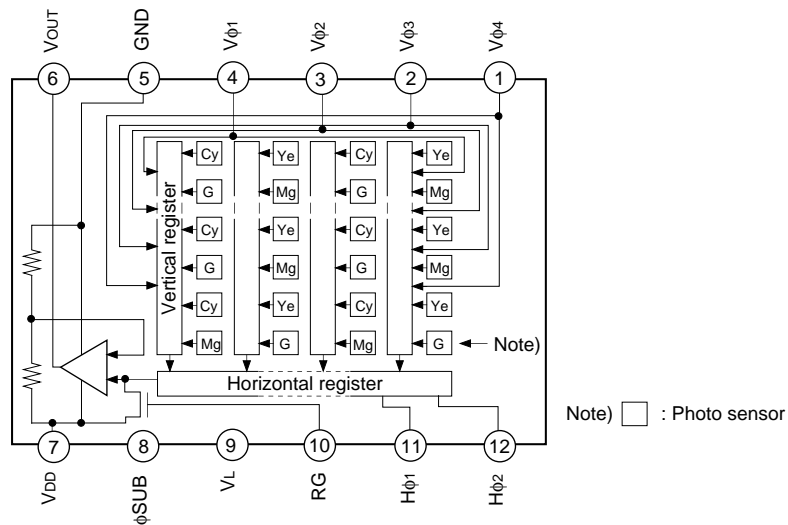 VOUT GND Vϕ1 Vϕ2 Vϕ3 Vϕ4
6 5 4 3 2 1
Vertical register
Cy Ye Cy Ye
G Mg G Mg
Cy Ye Cy Ye
G Mg G Mg
Cy Ye Cy Ye
Mg G Mg G Note)
Horizontal register
Note) : Photo sensor
7 8 9 10 11 12
VDD ϕSUB VL RG Hϕ1 Hϕ2